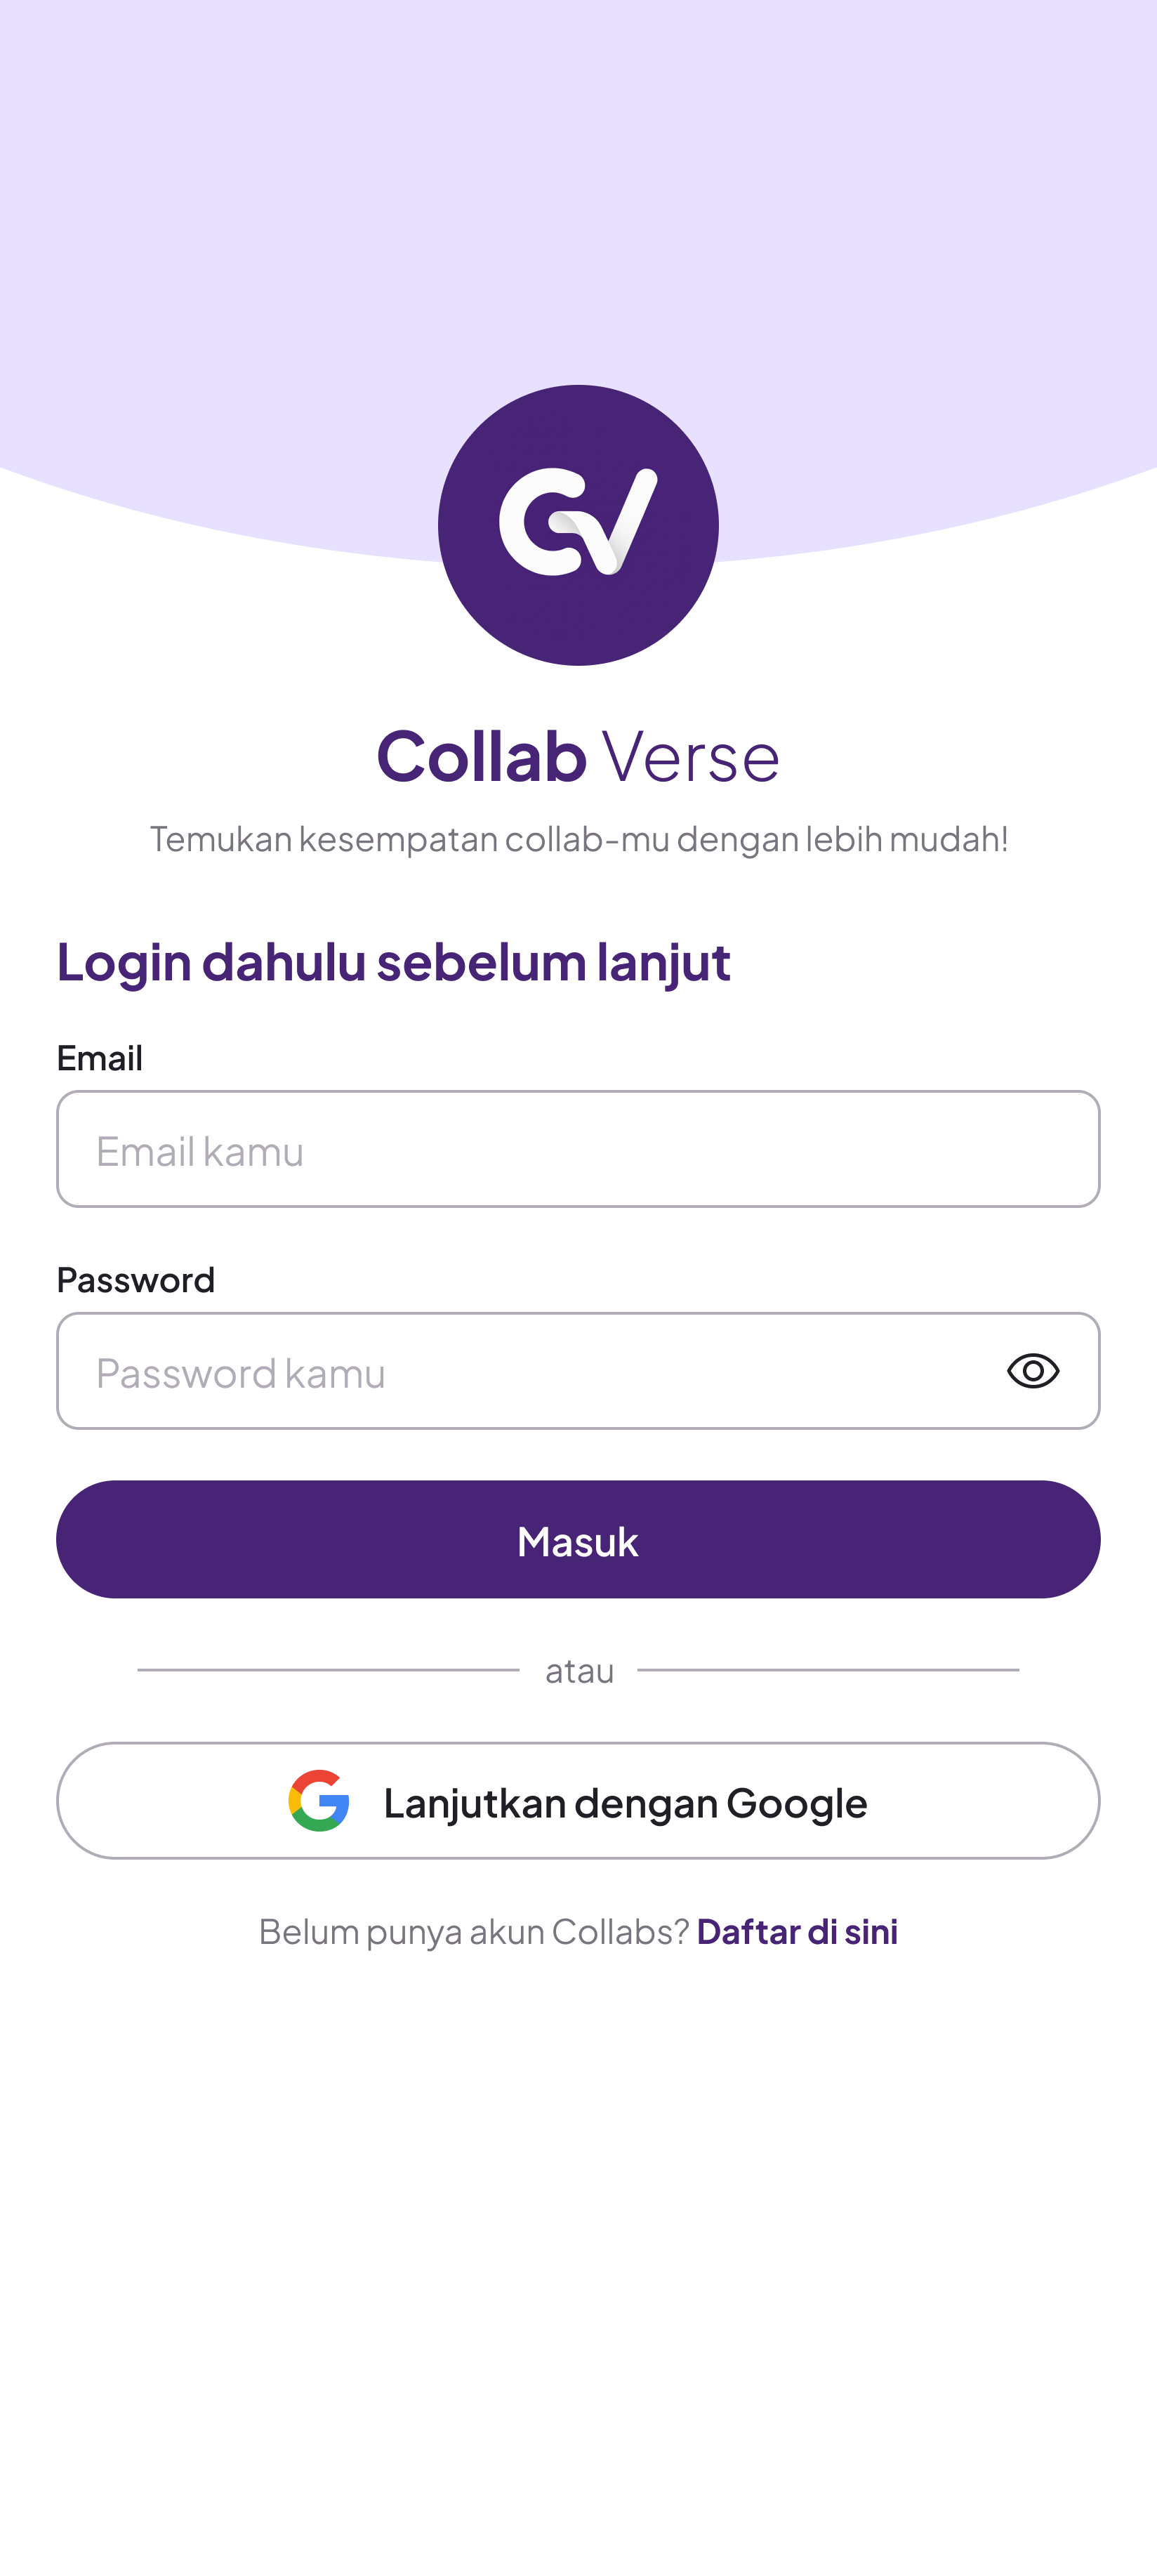 CV
Collab Verse
Temukan kesempatan collab-mu dengan lebih mudah!
Login dahulu sebelum lanjut
Email
Email kamu
Password
Password kamu
Masuk
atau
Lanjutkan dengan Google
Belum punya akun Collabs? Daftar di sini